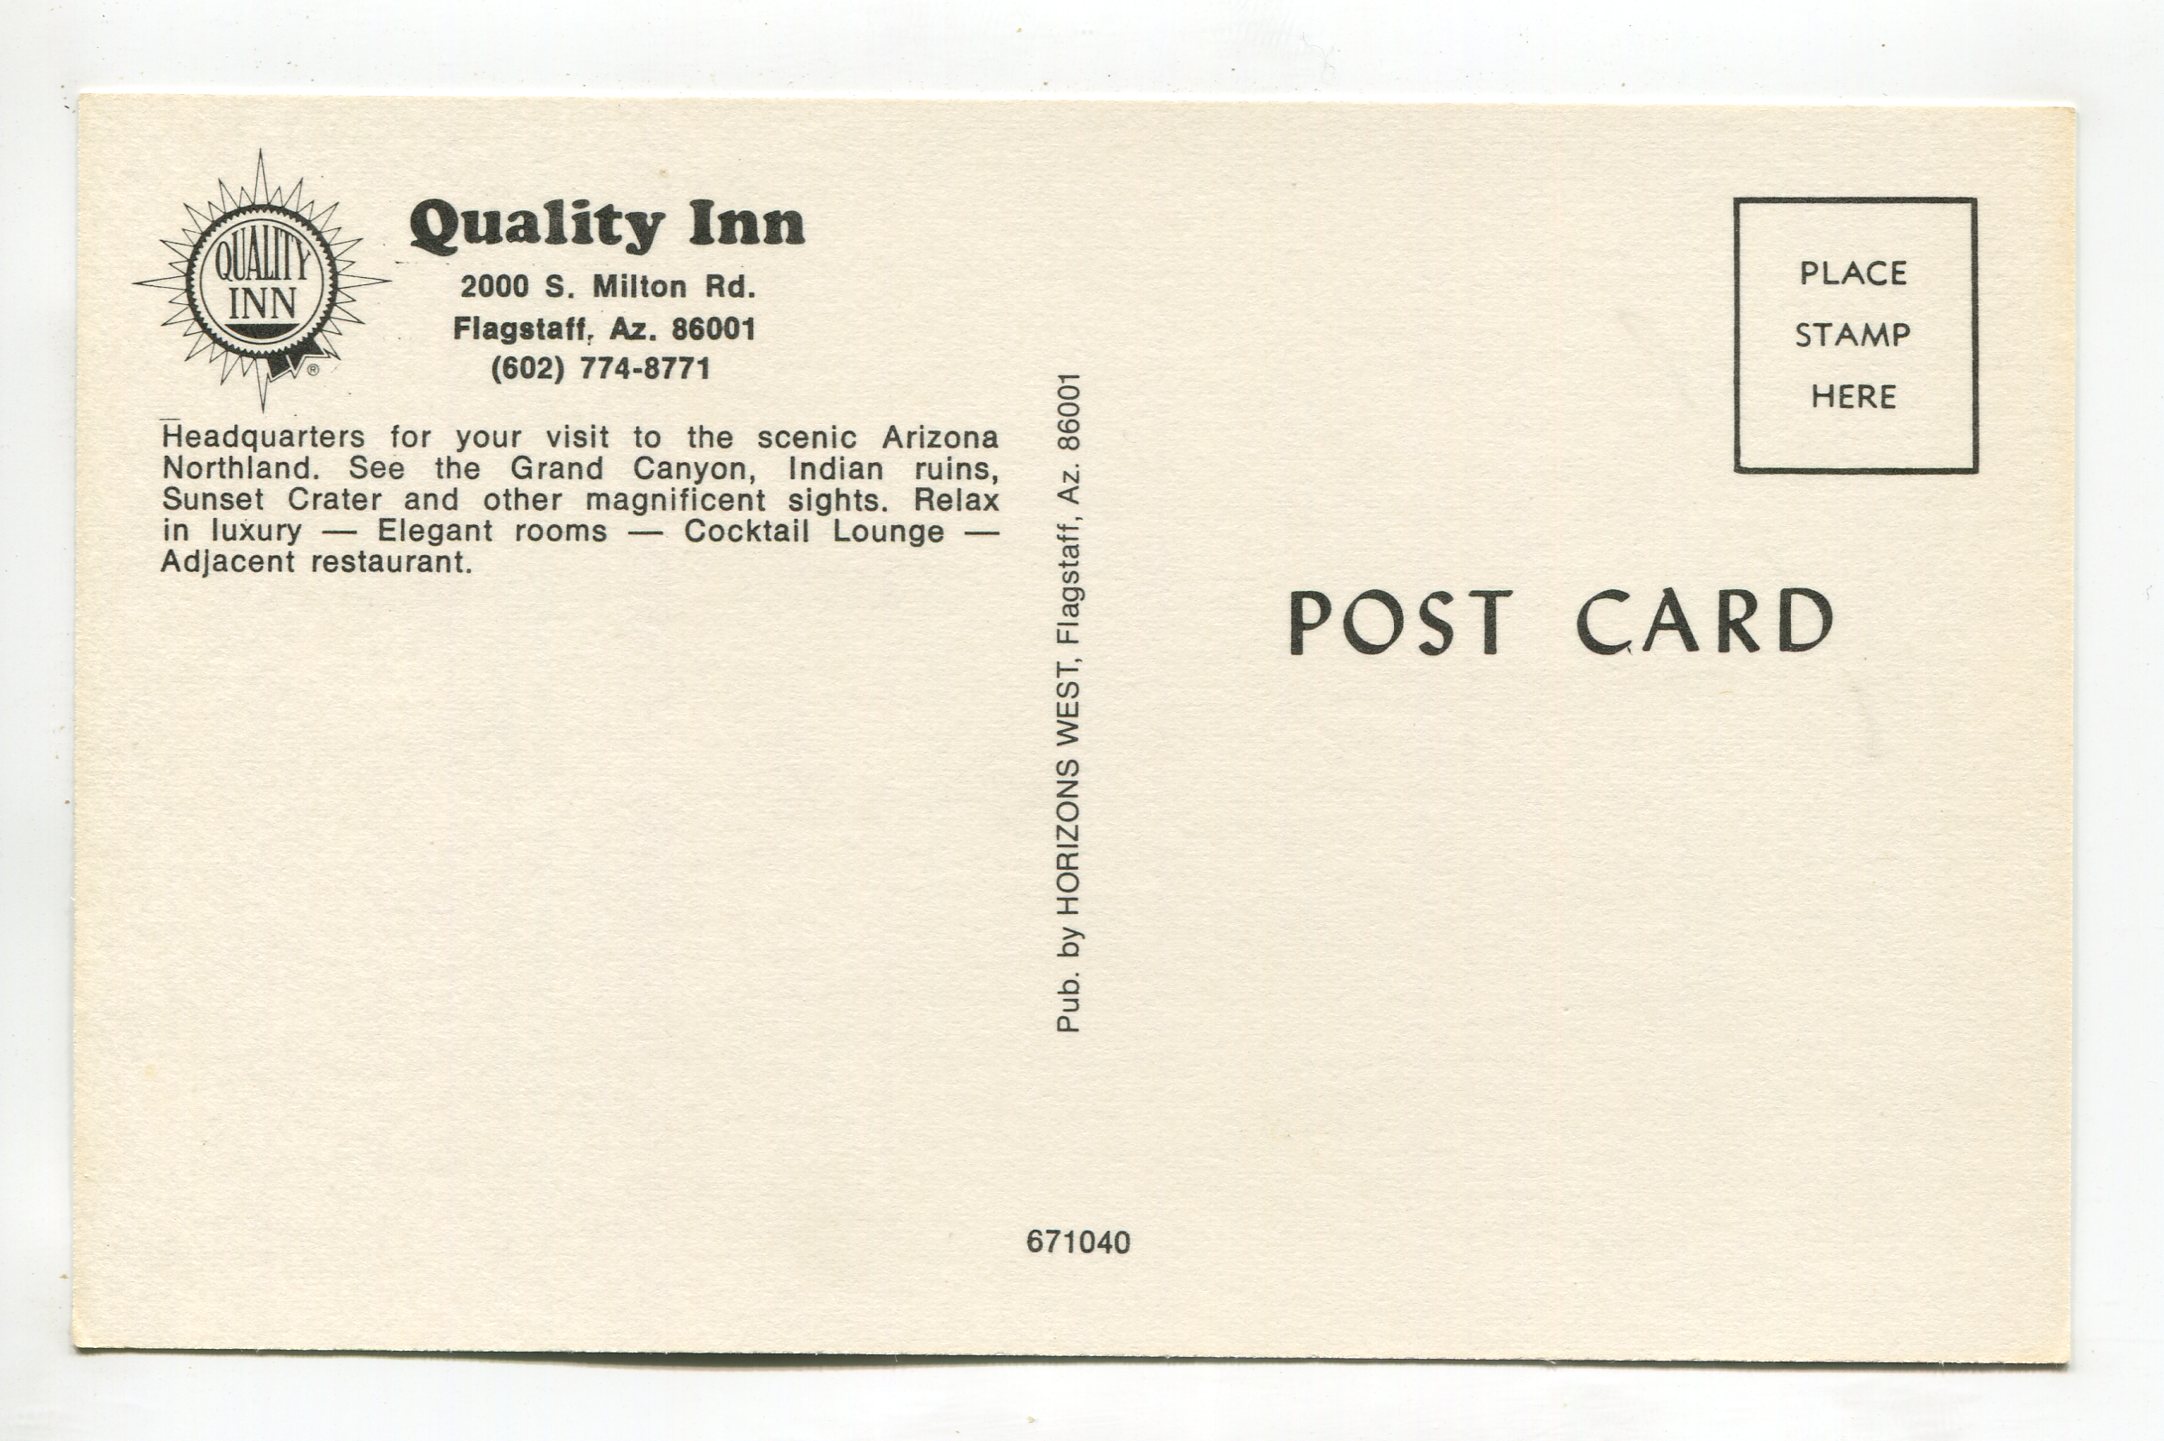 QUALITY
INN
®
Quality Inn
2000 S. Milton Rd.
Flagstaff, Az. 86001
(602) 774-8771
Headquarters for your visit to the scenic Arizona
Northland. See the Grand Canyon, Indian ruins,
Sunset Crater and other magnificent sights. Relax
in luxury — Elegant rooms — Cocktail Lounge —
Adjacent restaurant.
Pub. by HORIZONS WEST, Flagstaff, Az. 86001
671040
PLACE
STAMP
HERE
POST CARD